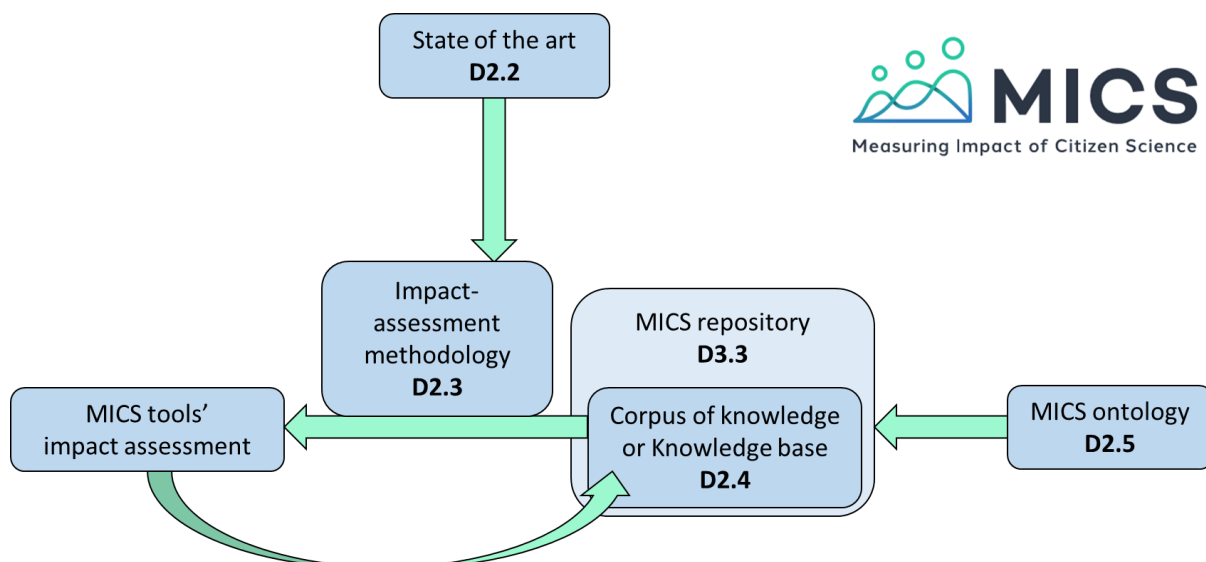 State of the art
D2.2
MICS
Measuring Impact of Citizen Science
Impact-
assessment
methodology
D2.3
MICS repository
D3.3
MICS tools’
impact assessment
Corpus of knowledge
or Knowledge base
D2.4
MICS ontology
D2.5